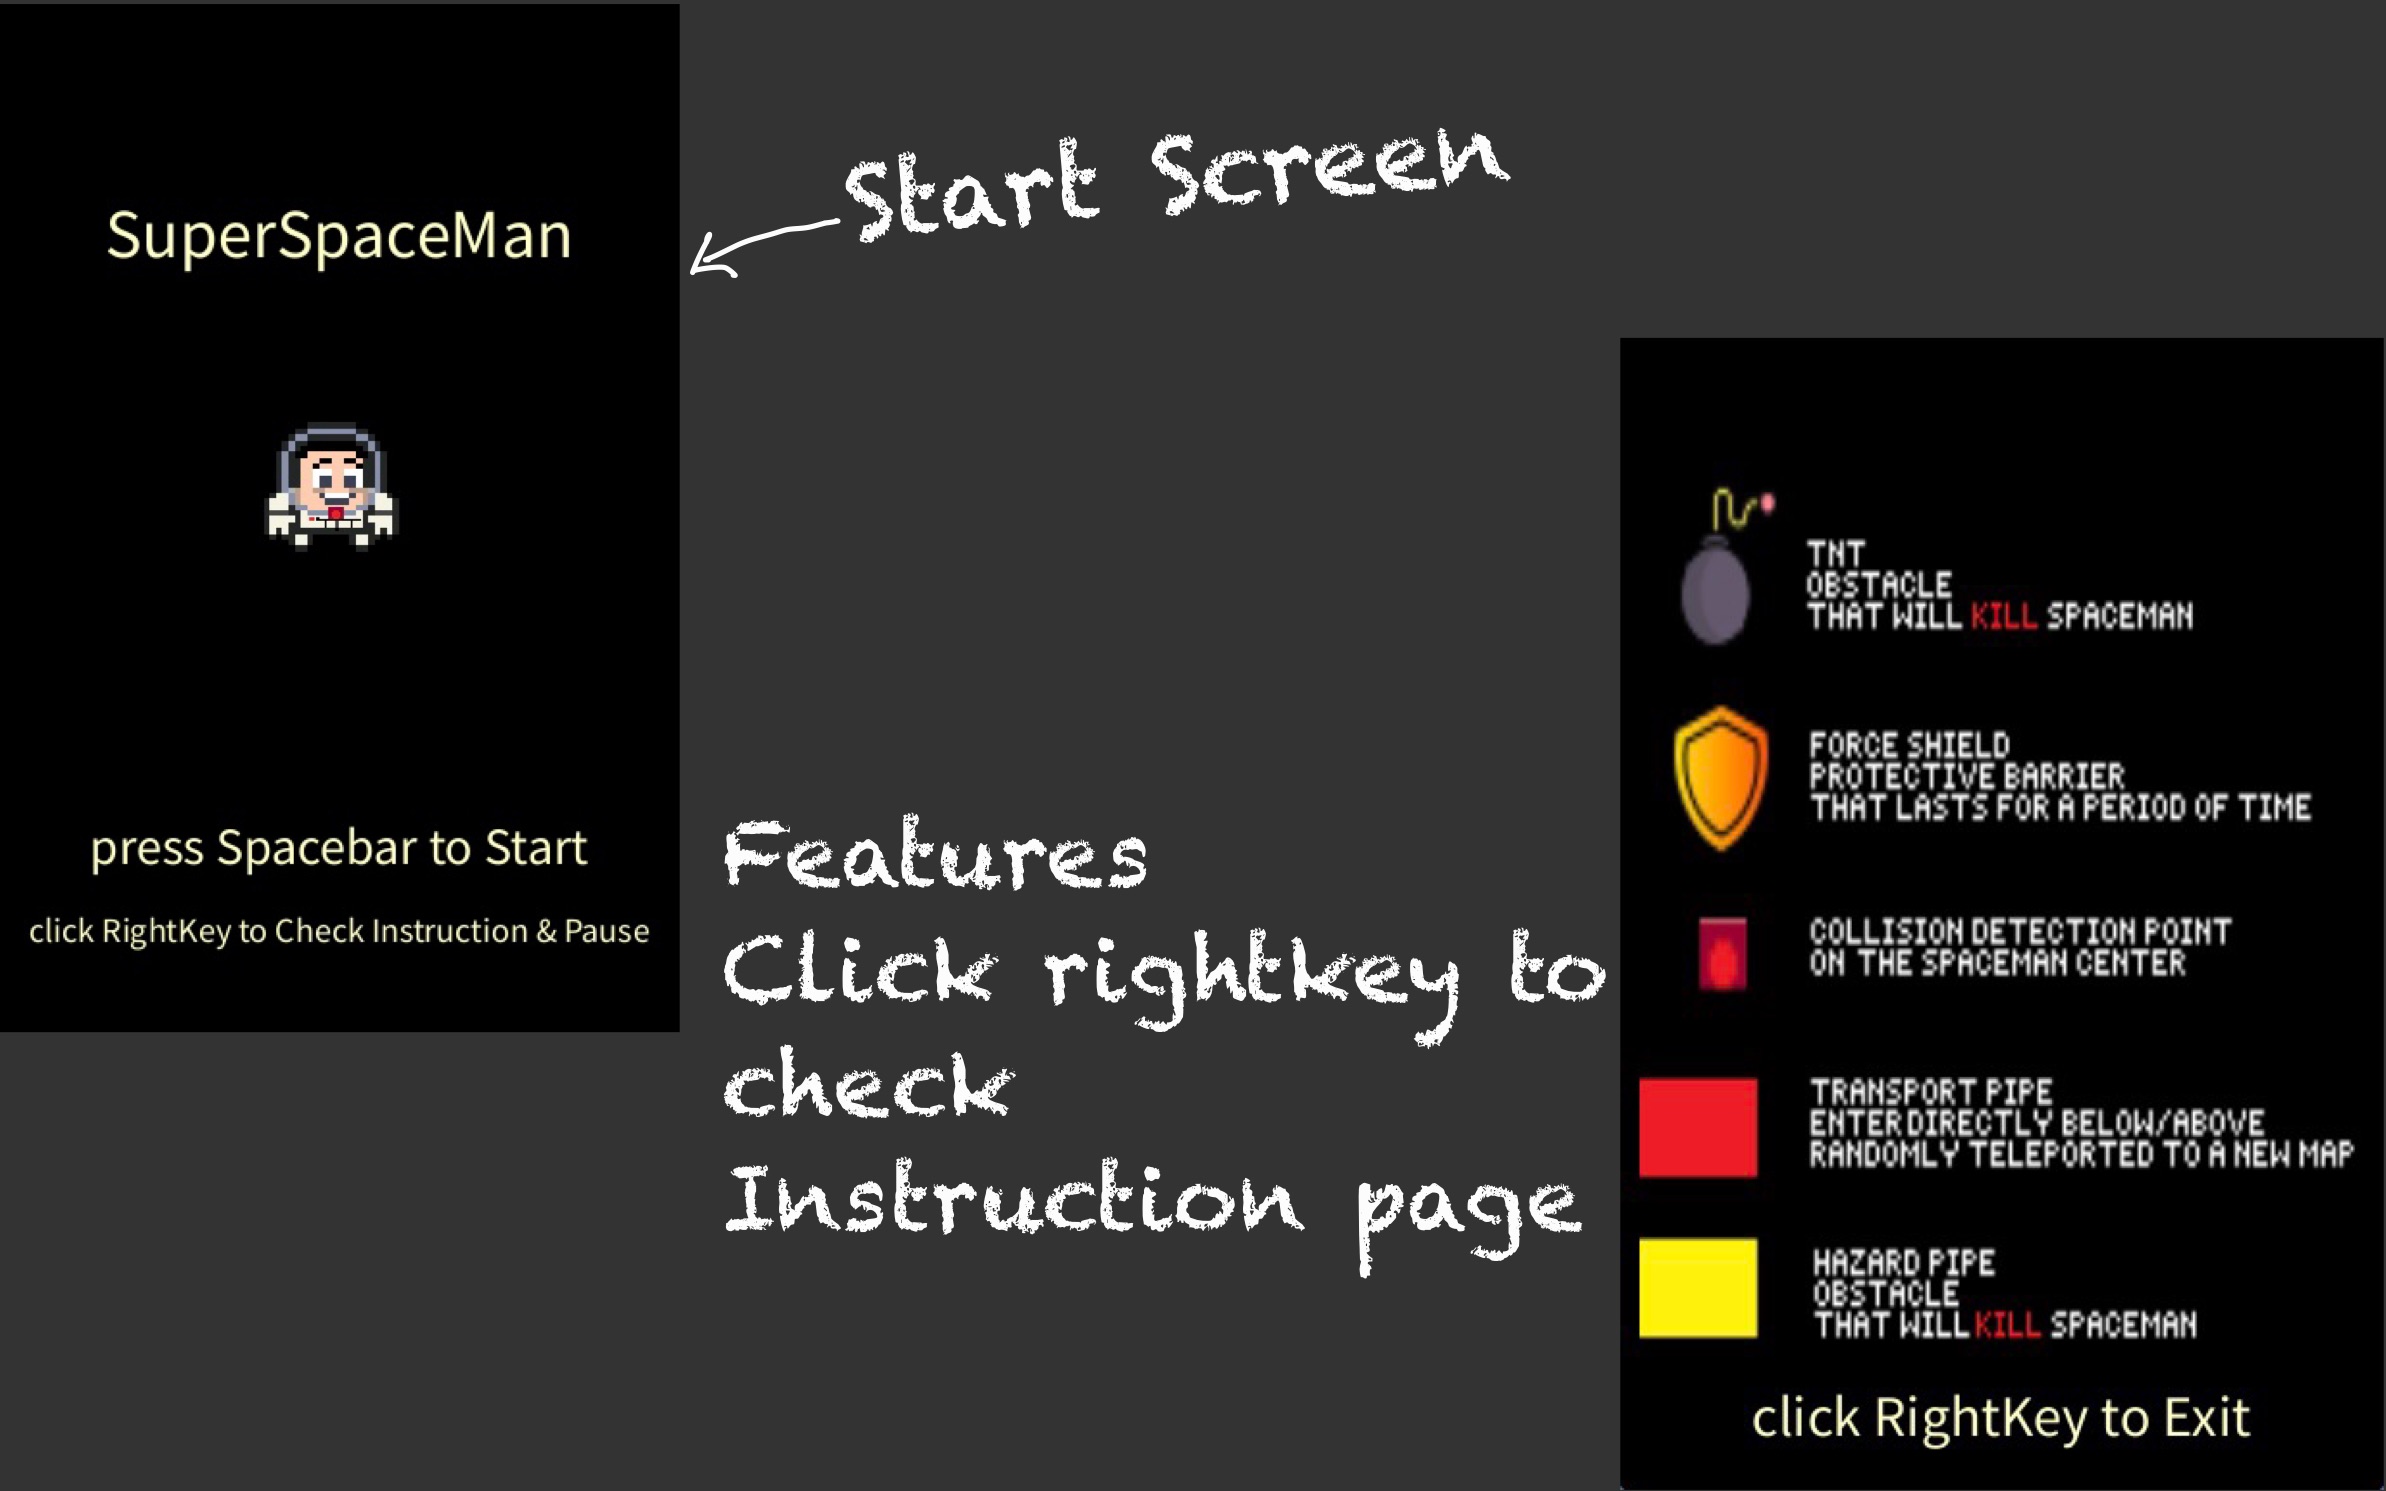 SuperSpaceMan
press Spacebar to Start
click RightKey to Check Instruction & Pause
Start Screen
Features
Click rightkey to
check
Instruction page
TNT
OBSTACLE
THAT WILL KILL SPACEMAN
FORCE SHIELD
PROTECTIVE BARRIER
THAT LASTS FOR A PERIOD OF TIME
COLLISION DETECTION POINT
ON THE SPACEMAN CENTER
TRANSPORT PIPE
ENTER DIRECTLY BELOW/ABOVE
RANDOMLY TELEPORTED TO A NEW MAP
HAZARD PIPE
OBSTACLE
THAT WILL KILL SPACEMAN
click RightKey to Exit